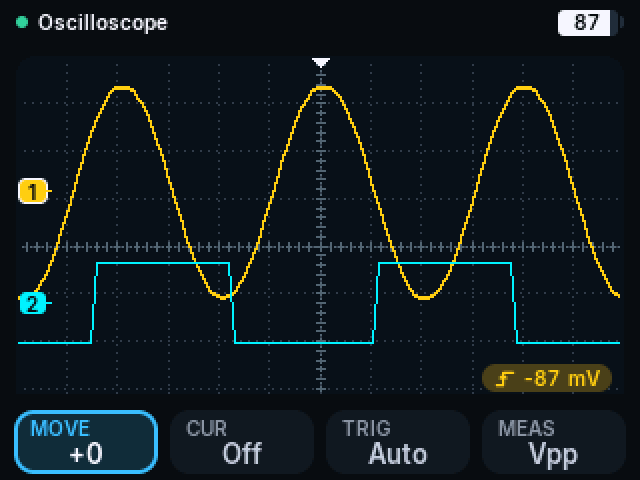 Oscilloscope
87
1
2
-87 mV
MOVE
+0
CUR
Off
TRIG
Auto
MEAS
Vpp